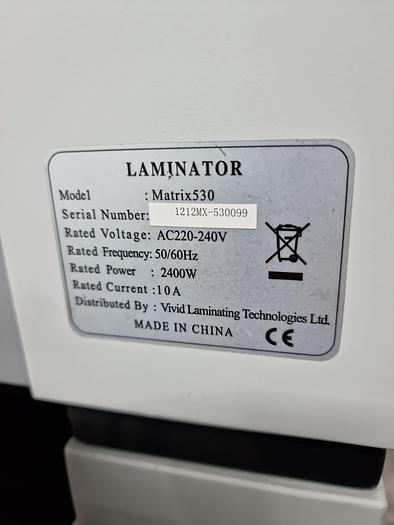 LAMINATOR
Model : Matrix530
Serial Number: 1212MX-530099
Rated Voltage: AC220-240V
Rated Frequency: 50/60Hz
Rated Power : 2400W
Rated Current :10A
Distributed By : Vivid Laminating Technologies Ltd.
MADE IN CHINA
CE